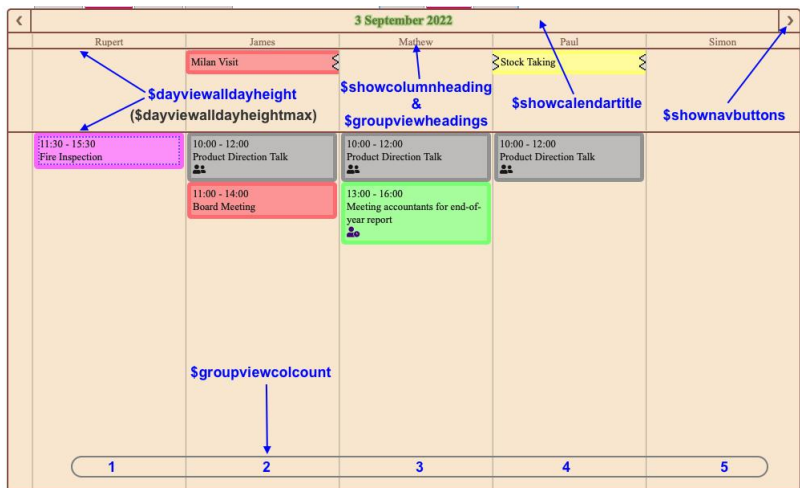 3 September 2022
Rupert James Mathew Paul Simon
Milan Visit Stock Taking
$dayviewalldayheight
($dayviewalldayheightmax)
$showcolumnheading
&
$groupviewheadings
$showcalendartitle
$shownavbuttons
11:30 - 15:30
Fire Inspection
10:00 - 12:00
Product Direction Talk
11:00 - 14:00
Board Meeting
10:00 - 12:00
Product Direction Talk
13:00 - 16:00
Meeting accountants for end-of-
year report
10:00 - 12:00
Product Direction Talk
$groupviewcolcount
1 2 3 4 5